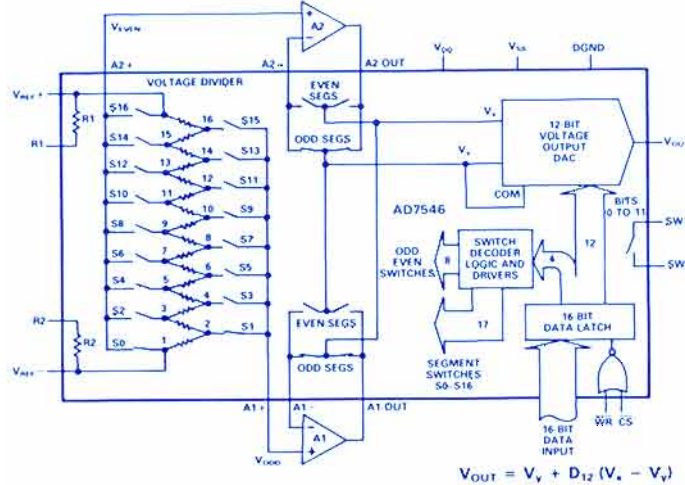 V EVEN
A2
A2+
A2-
A2 OUT
VDD
VSS
DGND
VOLTAGE DIVIDER
EVEN
SEGS
VREF+
S16
16
S15
R1
S14
15
ODD SEGS
Vx
12 BIT
VOLTAGE
OUTPUT
DAC
14
S13
R1
S12
13
Vy
VOUT
12
S11
COM
S10
11
AD7546
BITS
0 TO 11
10
S9
S8
9
12
SW
8
S7
SWITCH
DECODER
LOGIC AND
DRIVERS
ODD
EVEN
SWITCHES
8
4
S6
7
SW
6
S5
S4
5
4
S3
S2
3
R2
EVEN SEGS
17
16 BIT
DATA LATCH
2
S1
R2
S0
1
ODD SEGS
SEGMENT
SWITCHES
S0-S16
VREF-
A1+
A1-
A1 OUT
A1
VODD
16-BIT
DATA
INPUT
WR
CS
VOUT = Vy + D12 (Vx − Vy)